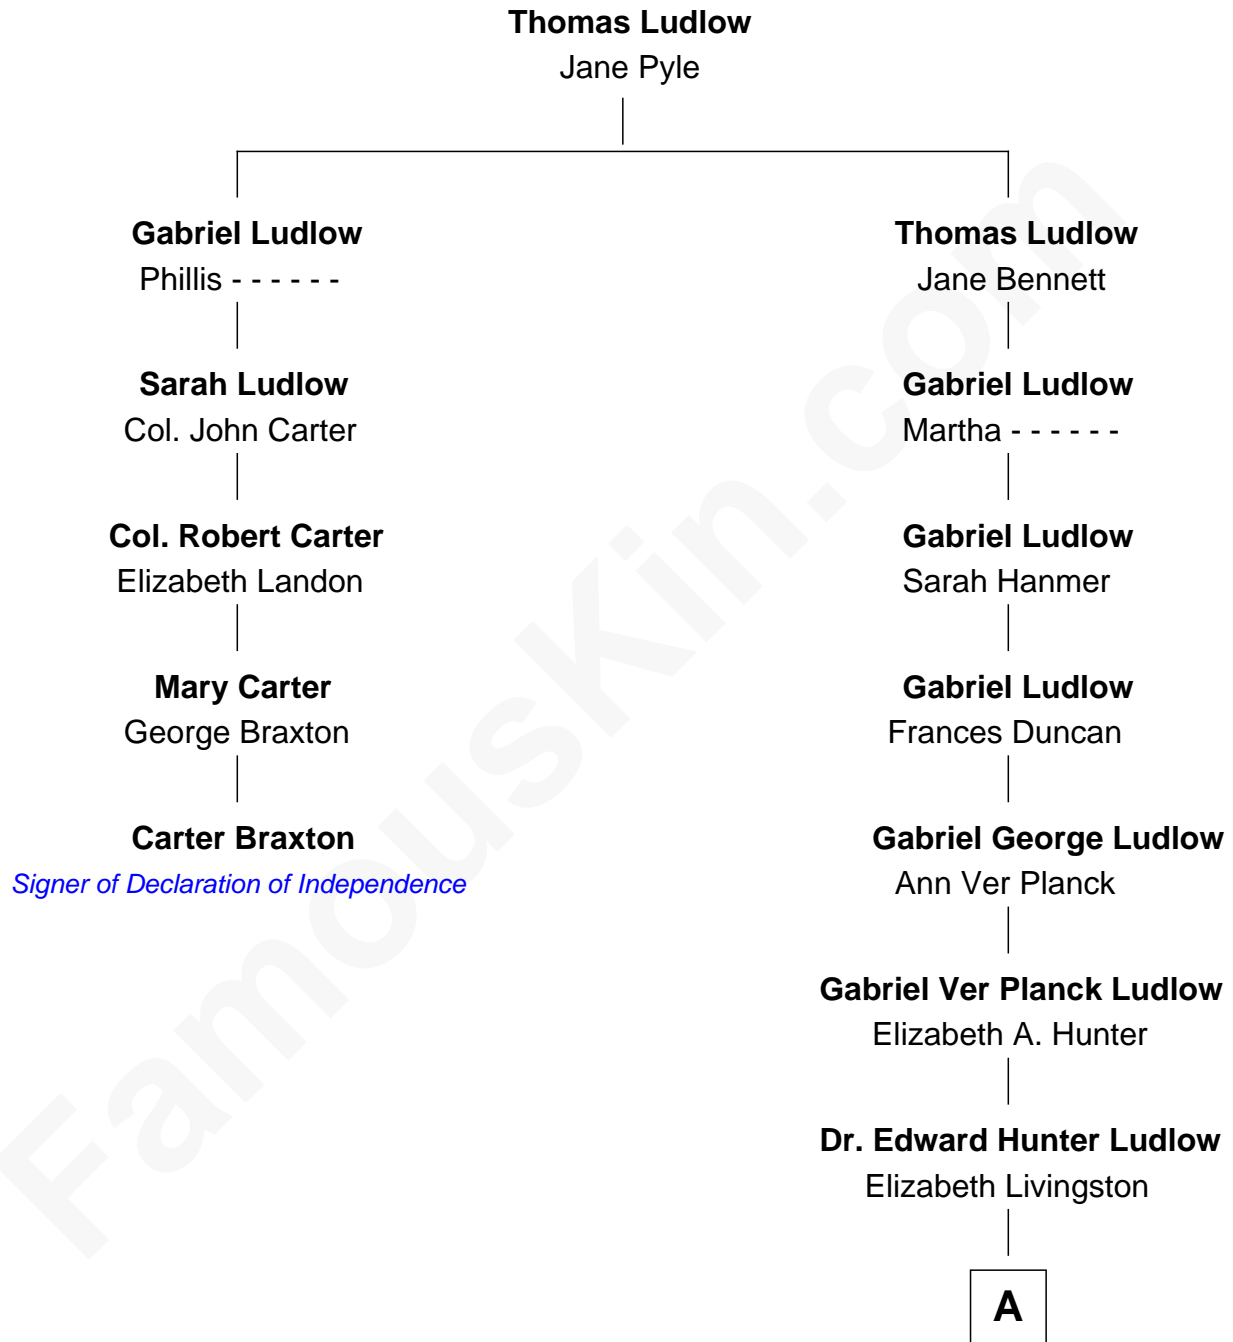 Thomas Ludlow
Jane Pyle
Gabriel Ludlow
Phillis - - - - - -
Sarah Ludlow
Col. John Carter
Col. Robert Carter
Elizabeth Landon
Mary Carter
George Braxton
Carter Braxton
Signer of Declaration of Independence
Thomas Ludlow
Jane Bennett
Gabriel Ludlow
Martha - - - - - -
Gabriel Ludlow
Sarah Hanmer
Gabriel Ludlow
Frances Duncan
Gabriel George Ludlow
Ann Ver Planck
Gabriel Ver Planck Ludlow
Elizabeth A. Hunter
Dr. Edward Hunter Ludlow
Elizabeth Livingston
A
FamousKin.com